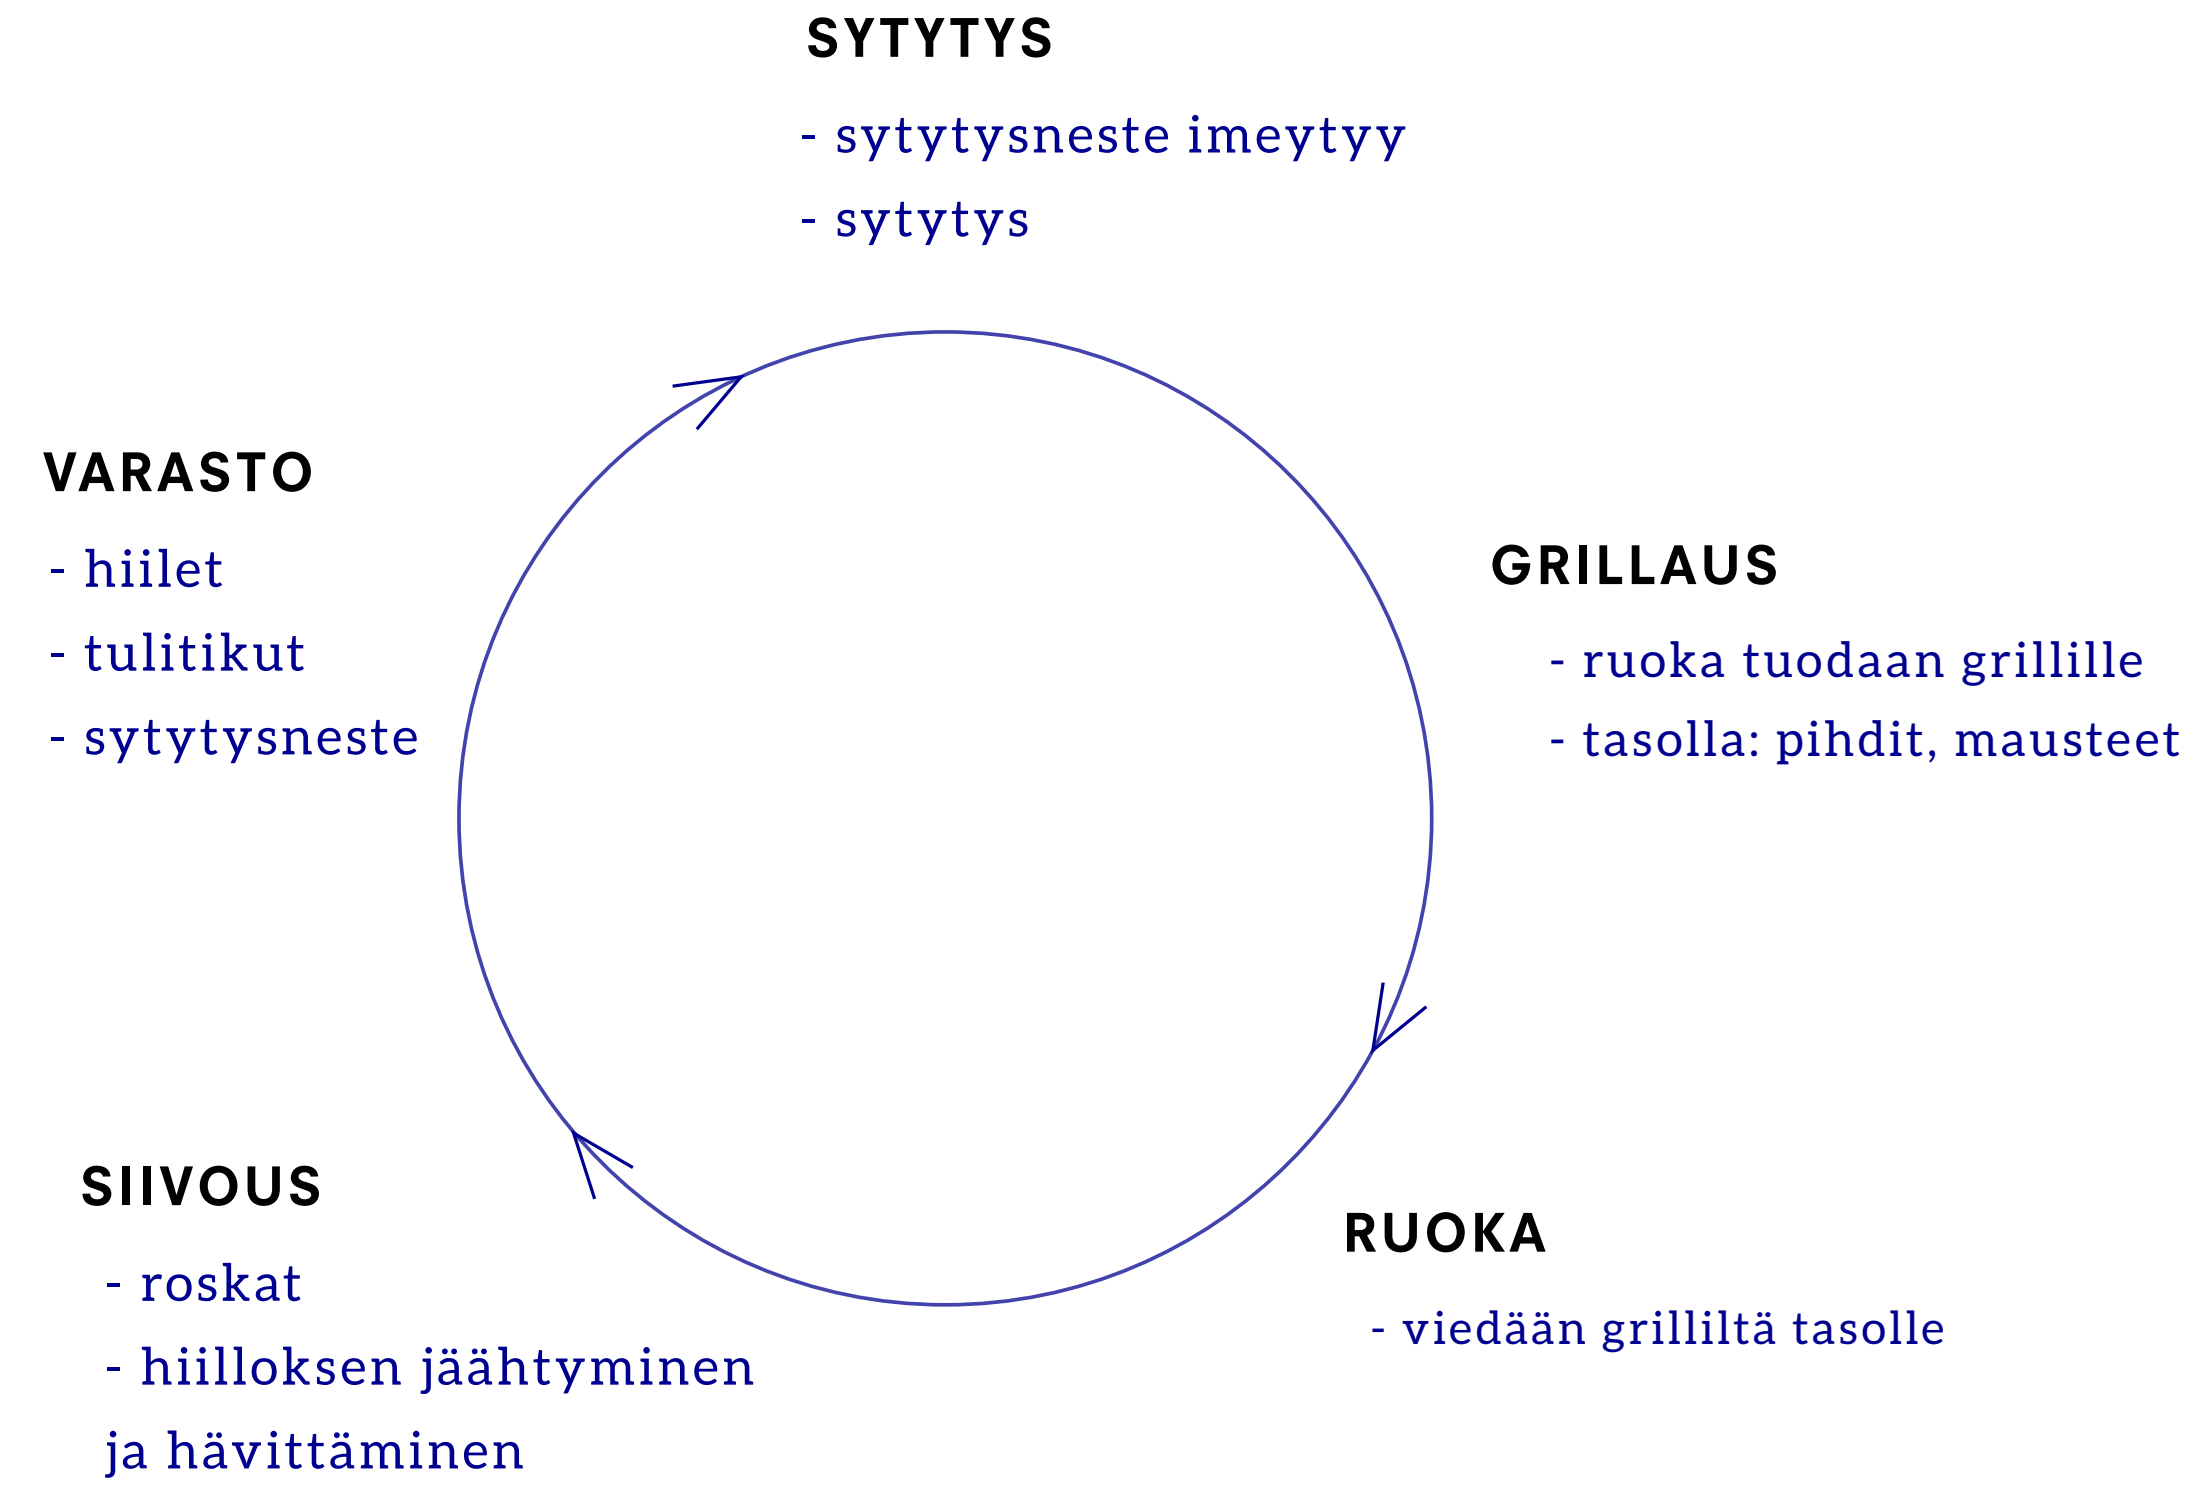 SYTYTYS
- sytytysneste imeytyy
- sytytys
VARASTO
- hiilet
- tulitikut
- sytytysneste
GRILLAUS
- ruoka tuodaan grillille
- tasolla: pihdit, mausteet
SIIVOUS
- roskat
- hiilloksen jäähtyminen
ja hävittäminen
RUOKA
- viedään grilliltä tasolle